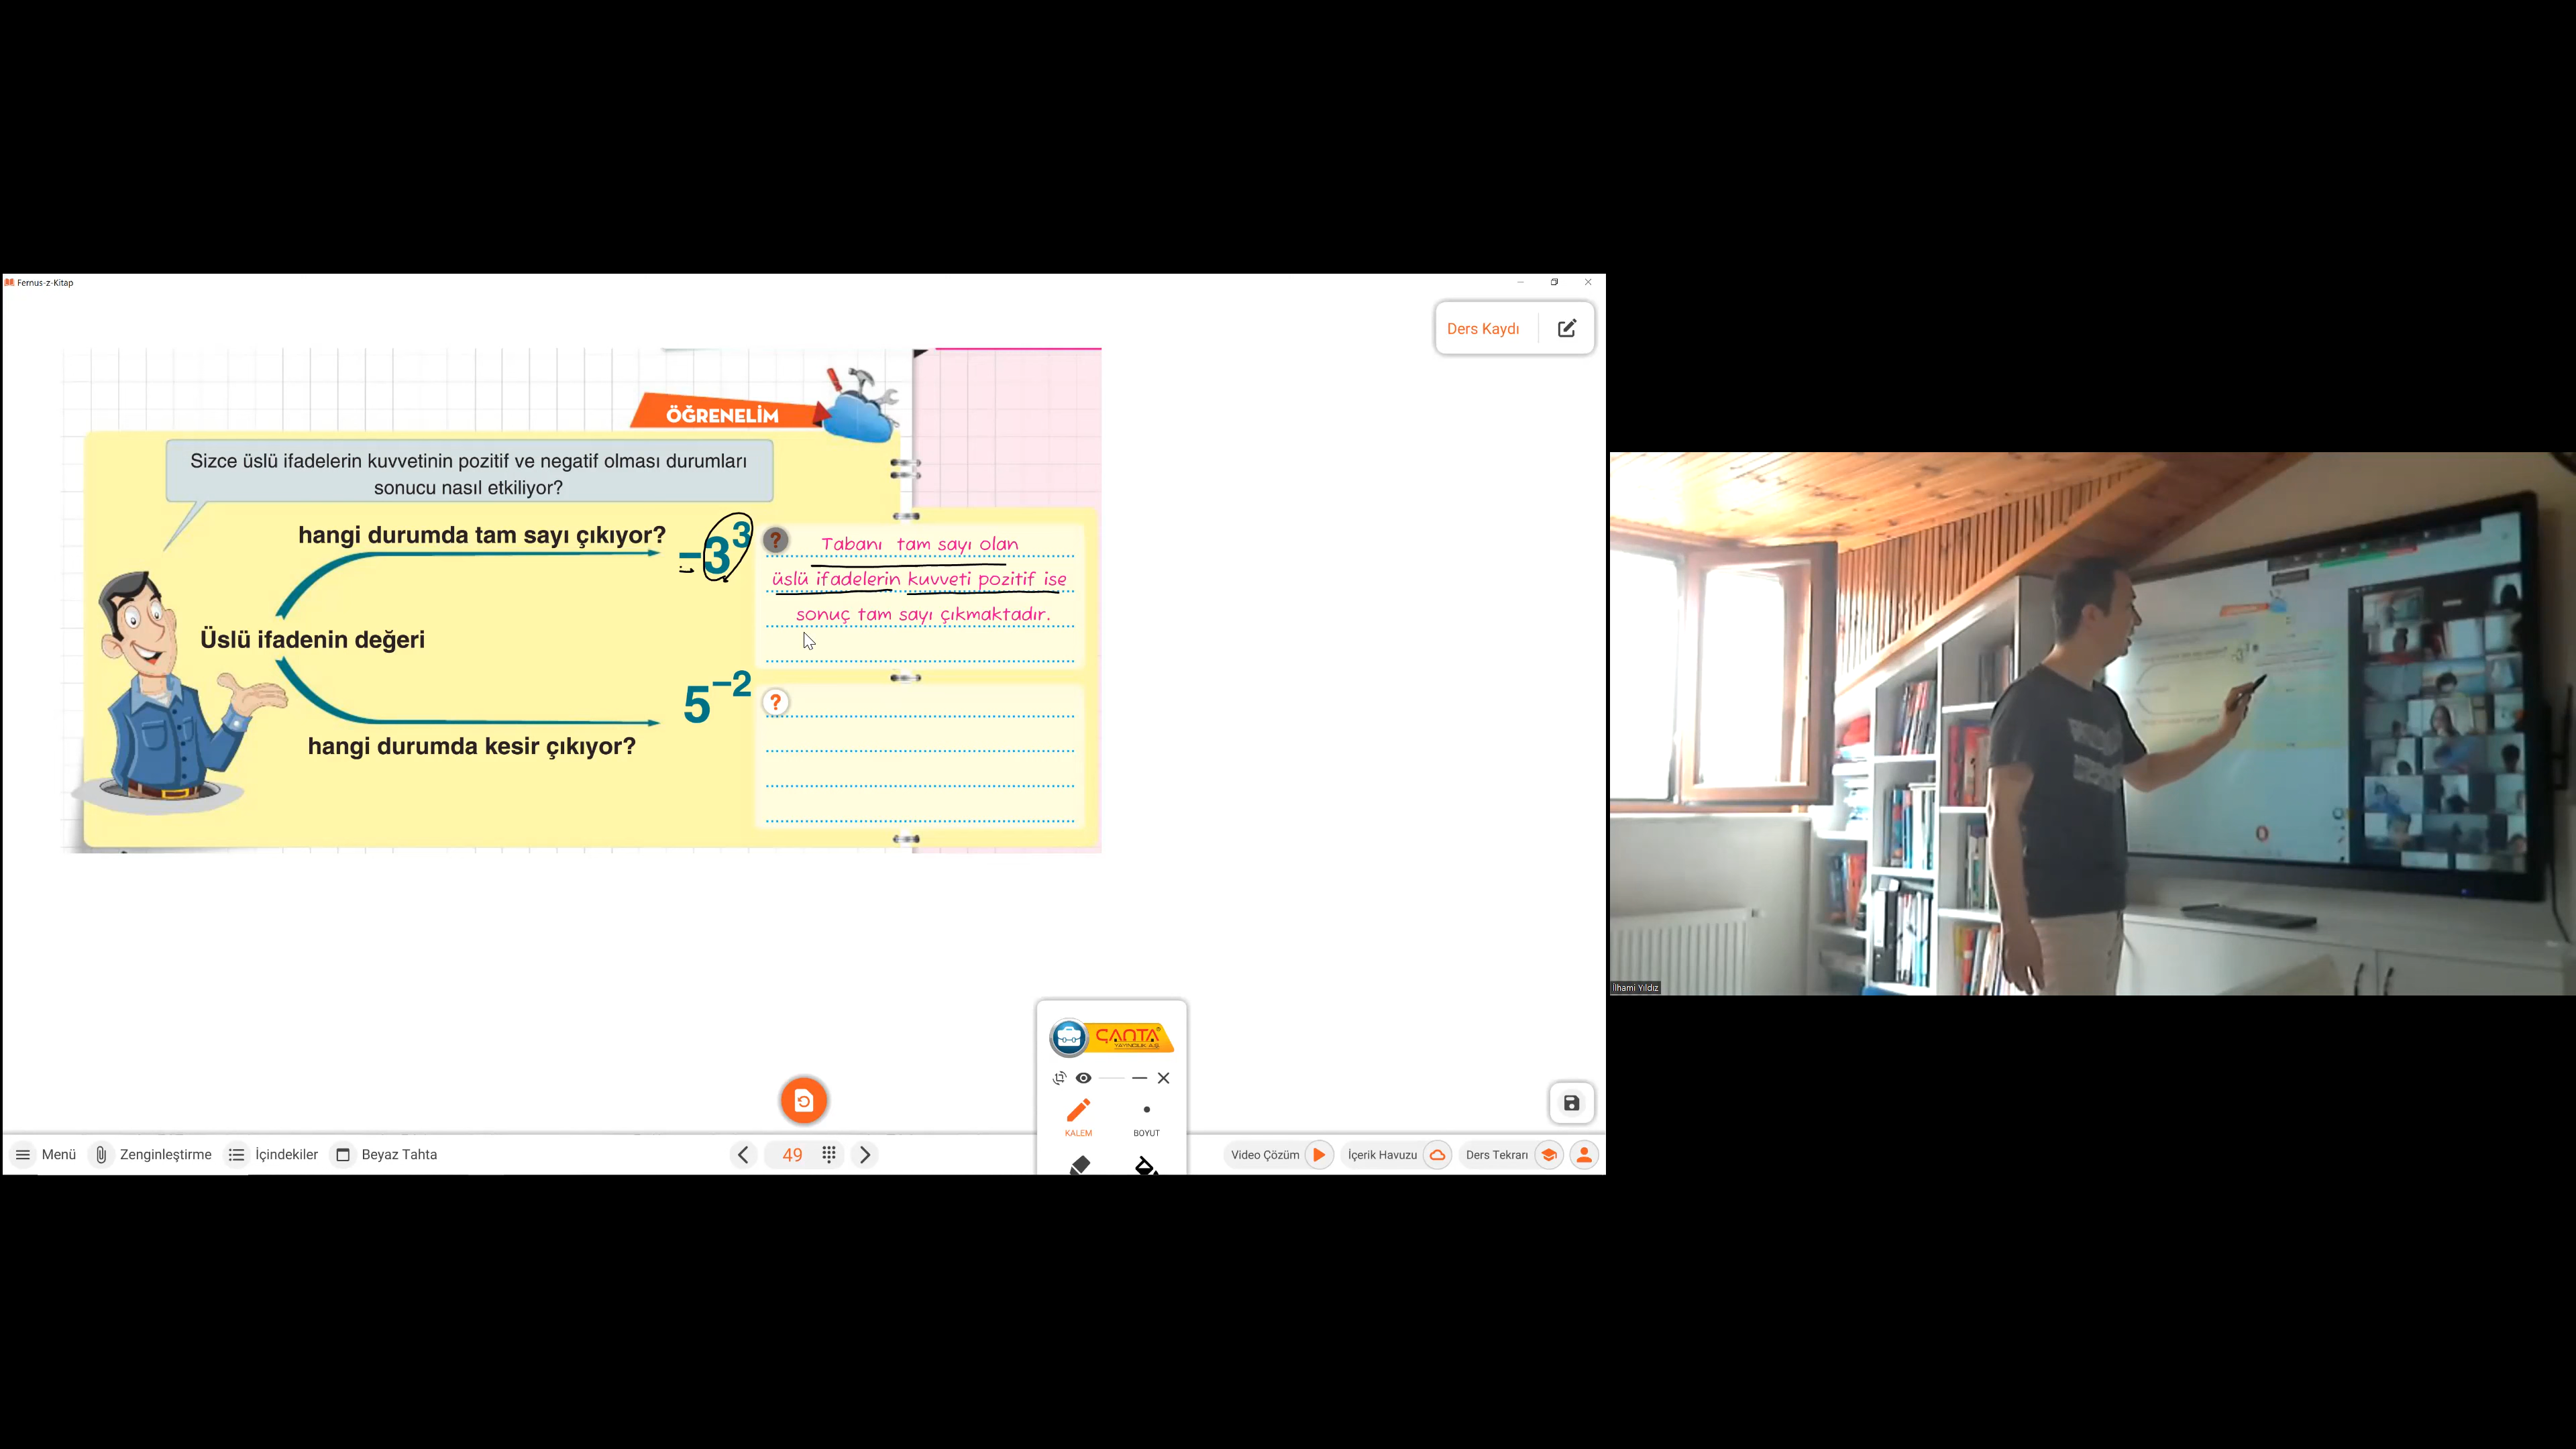 Fernus-z-Kitap
Ders Kaydı
ÖĞRENELİM
Sizce üslü ifadelerin kuvvetinin pozitif ve negatif olması durumları
sonucu nasıl etkiliyor?
hangi durumda tam sayı çıkıyor?
-3³
?
Tabanı tam sayı olan
üslü ifadelerin kuvveti pozitif ise
sonuç tam sayı çıkmaktadır.
Üslü ifadenin değeri
5⁻²
?
hangi durumda kesir çıkıyor?
İlhami Yıldız
ÇANTA
YAYINCILIK A.Ş.
KALEM
BOYUT
Menü
Zenginleştirme
İçindekiler
Beyaz Tahta
49
Video Çözüm
İçerik Havuzu
Ders Tekrarı